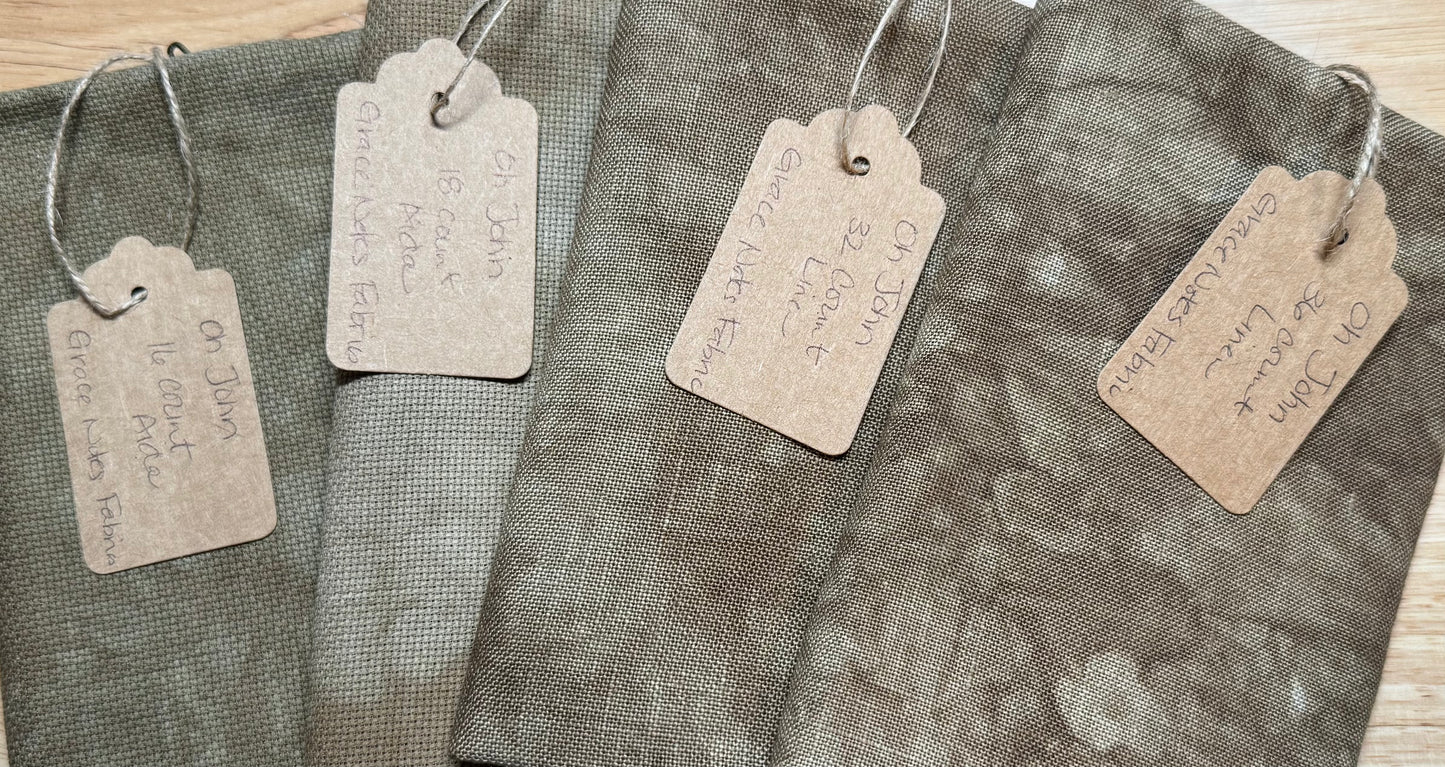 Oh John
16 count
Aida
Grace Notes Fabric
Oh John
18 count
Aida
Grace Notes Fabric
Oh John
32 count
Linen
Grace Notes Fabric
Oh John
36 count
Linen
Grace Notes Fabric